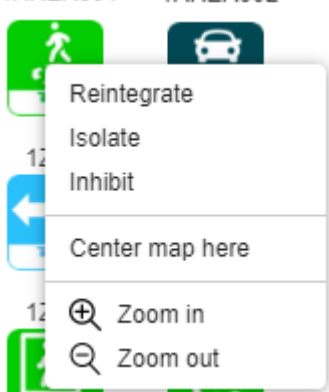 Reintegrate
Isolate
Inhibit
Center map here
Zoom in
Zoom out